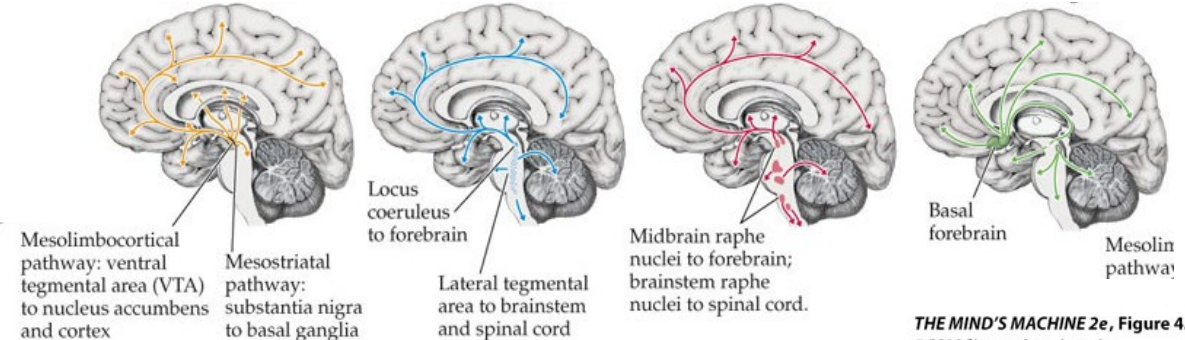 Mesolimbocortical
pathway: ventral
tegmental area (VTA)
to nucleus accumbens
and cortex
Mesostriatal
pathway:
substantia nigra
to basal ganglia
Locus
coeruleus
to forebrain
Lateral tegmental
area to brainstem
and spinal cord
Midbrain raphe
nuclei to forebrain;
brainstem raphe
nuclei to spinal cord.
Basal
forebrain
Mesolim
pathway
THE MIND'S MACHINE 2e, Figure 4